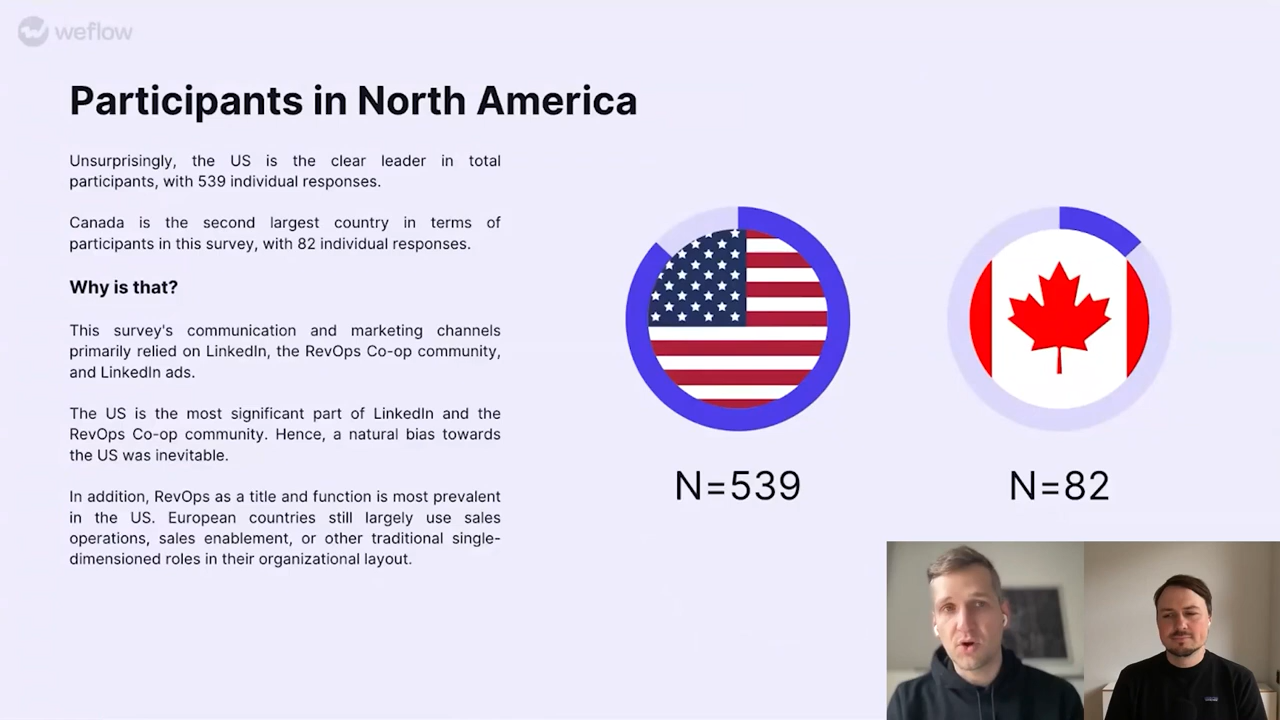 weflow
Participants in North America
Unsurprisingly, the US is the clear leader in total
participants, with 539 individual responses.
Canada is the second largest country in terms of
participants in this survey, with 82 individual responses.
Why is that?
This survey's communication and marketing channels
primarily relied on LinkedIn, the RevOps Co-op community,
and LinkedIn ads.
The US is the most significant part of LinkedIn and the
RevOps Co-op community. Hence, a natural bias towards
the US was inevitable.
In addition, RevOps as a title and function is most prevalent
in the US. European countries still largely use sales
operations, sales enablement, or other traditional single-
dimensioned roles in their organizational layout.
N=539
N=82